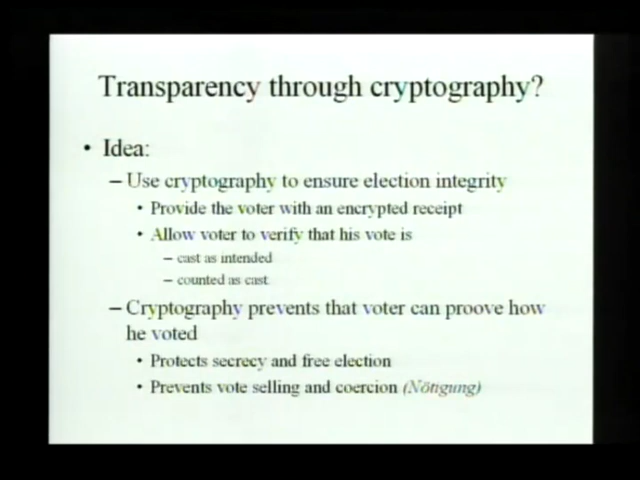 Transparency through cryptography?
• Idea:
– Use cryptography to ensure election integrity
• Provide the voter with an encrypted receipt
• Allow voter to verify that his vote is
– cast as intended
– counted as cast
– Cryptography prevents that voter can proove how
he voted
• Protects secrecy and free election
• Prevents vote selling and coercion (Nötigung)